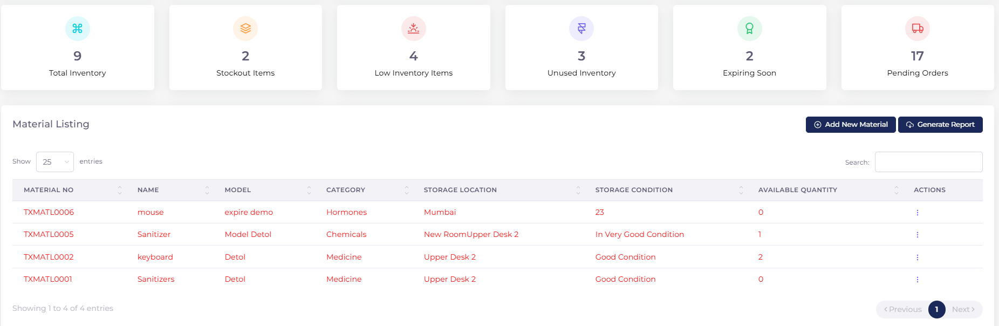 9 2 4 3 2 17
Total Inventory Stockout Items Low Inventory Items Unused Inventory Expiring Soon Pending Orders
Material Listing Add New Material Generate Report
Show 25 entries Search:
MATERIAL NO NAME MODEL CATEGORY STORAGE LOCATION STORAGE CONDITION AVAILABLE QUANTITY ACTIONS
TXMATL0006 mouse expire demo Hormones Mumbai 23 0
TXMATL0005 Sanitizer Model Detol Chemicals New RoomUpper Desk 2 In Very Good Condition 1
TXMATL0002 keyboard Detol Medicine Upper Desk 2 Good Condition 2
TXMATL0001 Sanitizers Detol Medicine Upper Desk 2 Good Condition 0
Showing 1 to 4 of 4 entries Previous 1 Next